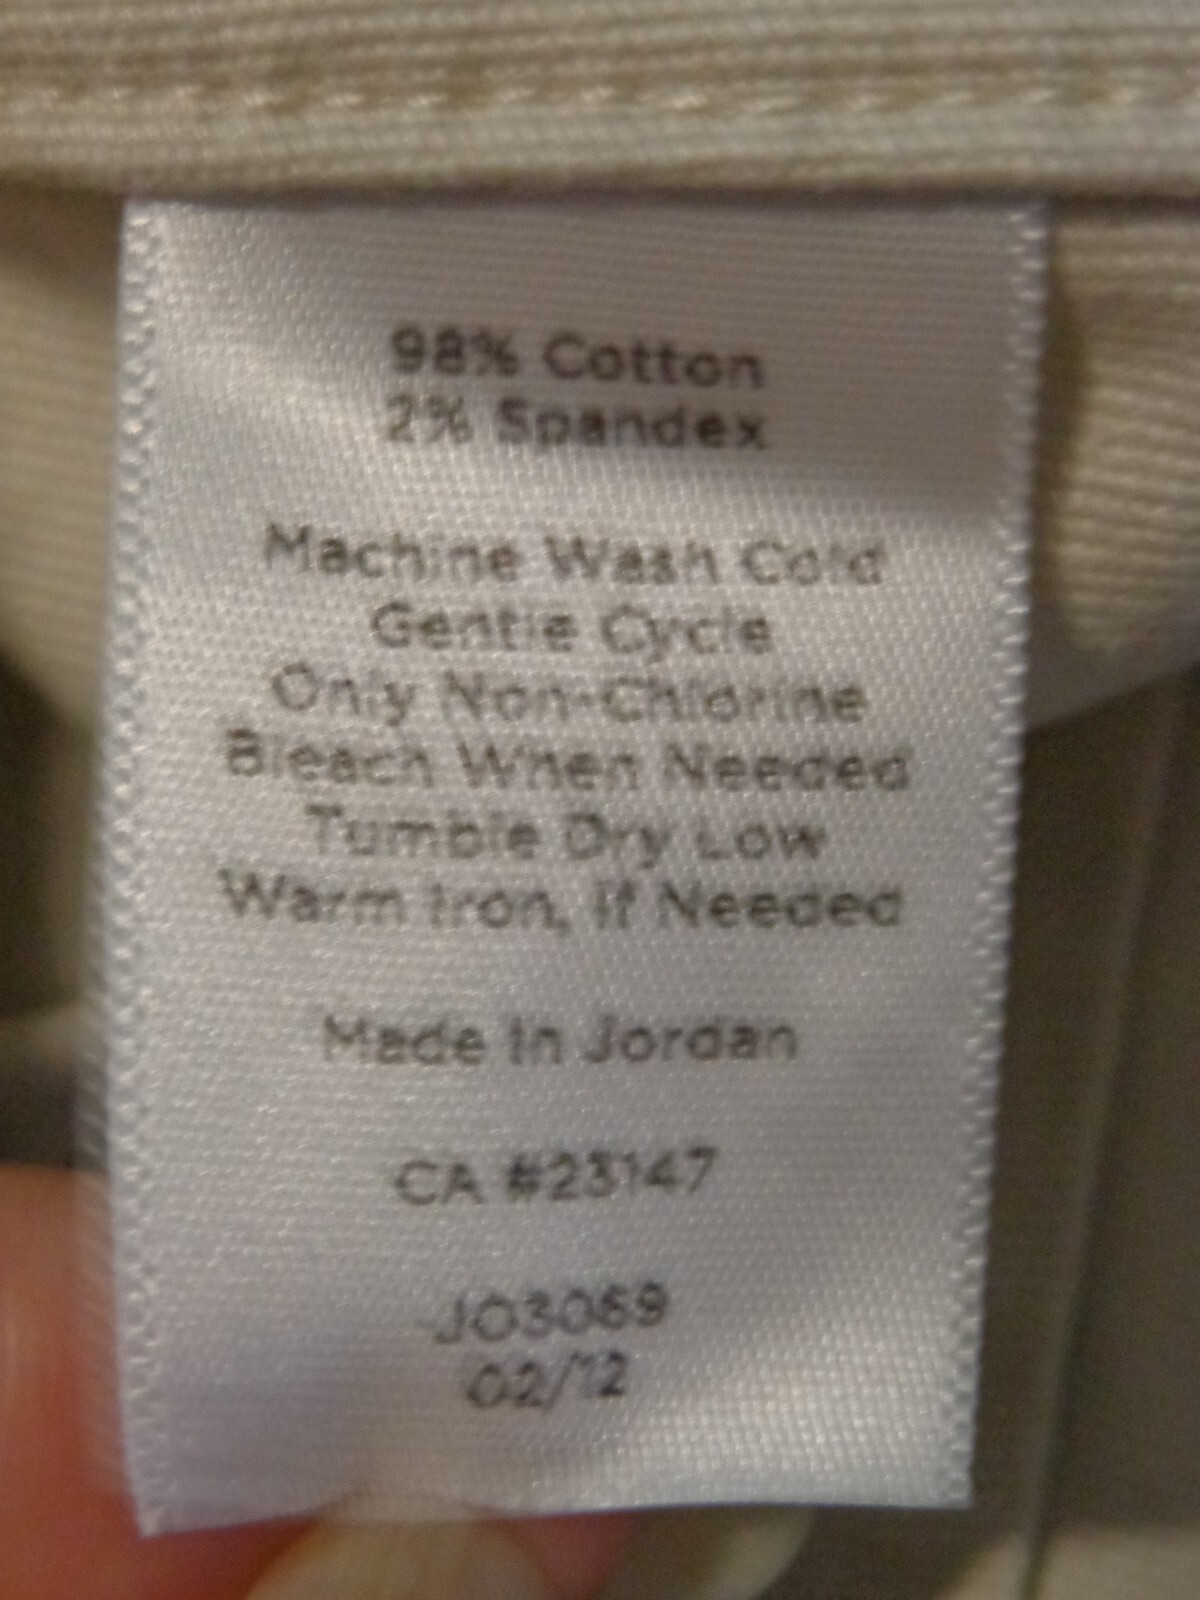 98% Cotton
2% Spandex
Machine Wash Cold
Gentle Cycle
Only Non-Chlorine
Bleach When Needed
Tumble Dry Low
Warm Iron, If Needed
Made In Jordan
CA #23147
JO3069
02/12